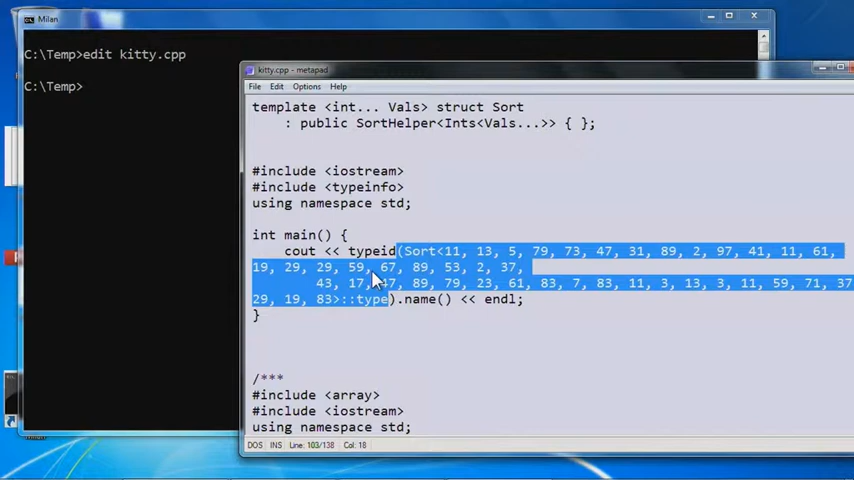 Milan
C:\Temp>edit kitty.cpp
C:\Temp>
kitty.cpp - metapad
File Edit Options Help
template <int... Vals> struct Sort
: public SortHelper<Ints<Vals...>> { };
#include <iostream>
#include <typeinfo>
using namespace std;
int main() {
cout << typeid(Sort<11, 13, 5, 79, 73, 47, 31, 89, 2, 97, 41, 11, 61,
19, 29, 29, 59, 67, 89, 53, 2, 37,
43, 17, 47, 89, 79, 23, 61, 83, 7, 83, 11, 3, 13, 3, 11, 59, 71, 37
29, 19, 83>::type).name() << endl;
}
/***
#include <array>
#include <iostream>
using namespace std;
DOS INS Line: 103/138 Col: 18